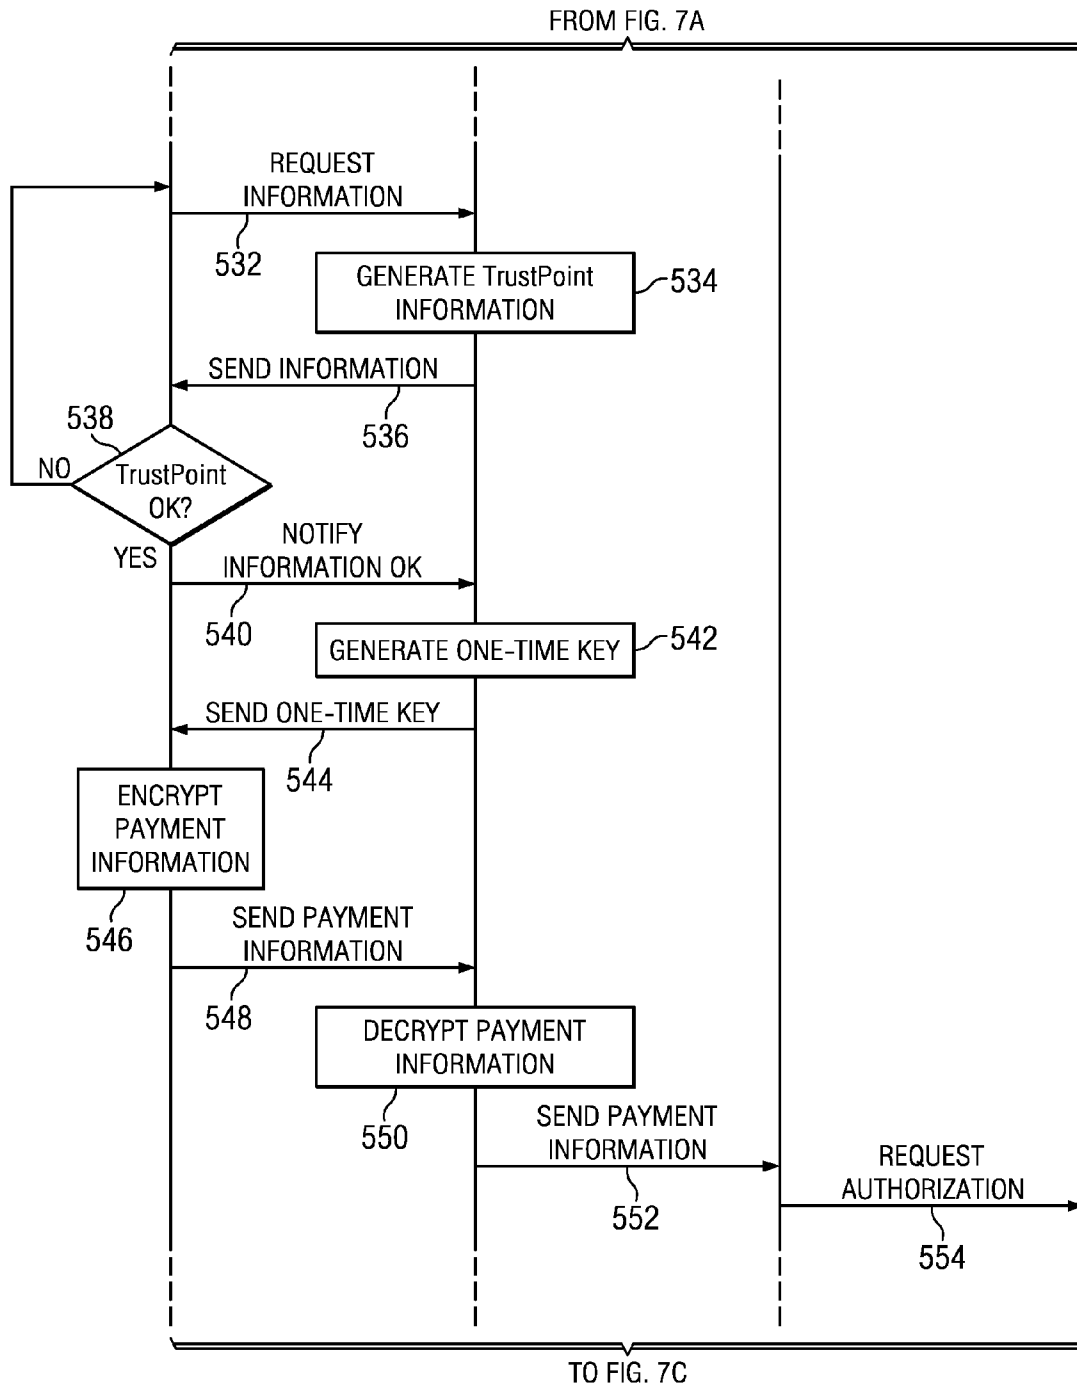 FROM FIG. 7A
REQUEST
INFORMATION
532
GENERATE TrustPoint
INFORMATION
534
SEND INFORMATION
536
538
NO
TrustPoint
OK?
YES
NOTIFY
INFORMATION OK
540
GENERATE ONE-TIME KEY
542
SEND ONE-TIME KEY
544
ENCRYPT
PAYMENT
INFORMATION
546
SEND PAYMENT
INFORMATION
548
DECRYPT PAYMENT
INFORMATION
550
SEND PAYMENT
INFORMATION
552
REQUEST
AUTHORIZATION
554
TO FIG. 7C